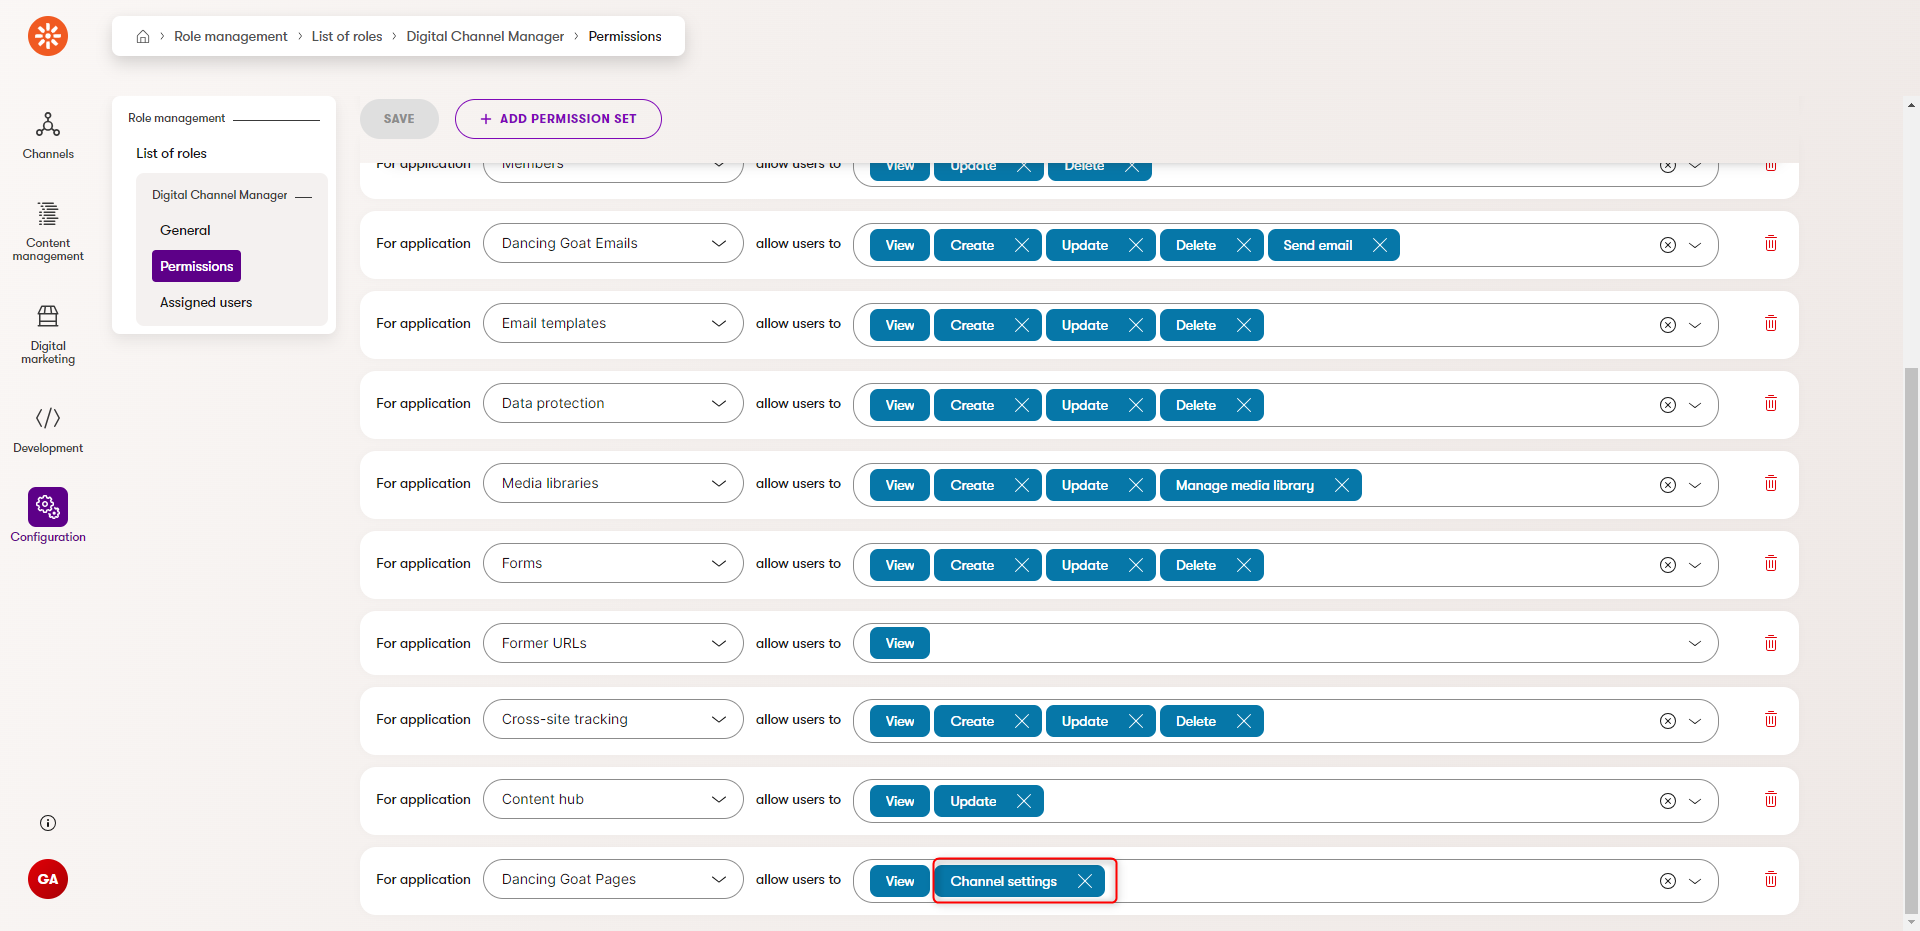 Role management > List of roles > Digital Channel Manager > Permissions
Channels
Content
management
Digital
marketing
Development
Configuration
GA
Role management
List of roles
Digital Channel Manager
General
Permissions
Assigned users
SAVE
+ ADD PERMISSION SET
For application Members allow users to View Update Delete
For application Dancing Goat Emails allow users to View Create Update Delete Send email
For application Email templates allow users to View Create Update Delete
For application Data protection allow users to View Create Update Delete
For application Media libraries allow users to View Create Update Manage media library
For application Forms allow users to View Create Update Delete
For application Former URLs allow users to View
For application Cross-site tracking allow users to View Create Update Delete
For application Content hub allow users to View Update
For application Dancing Goat Pages allow users to View Channel settings